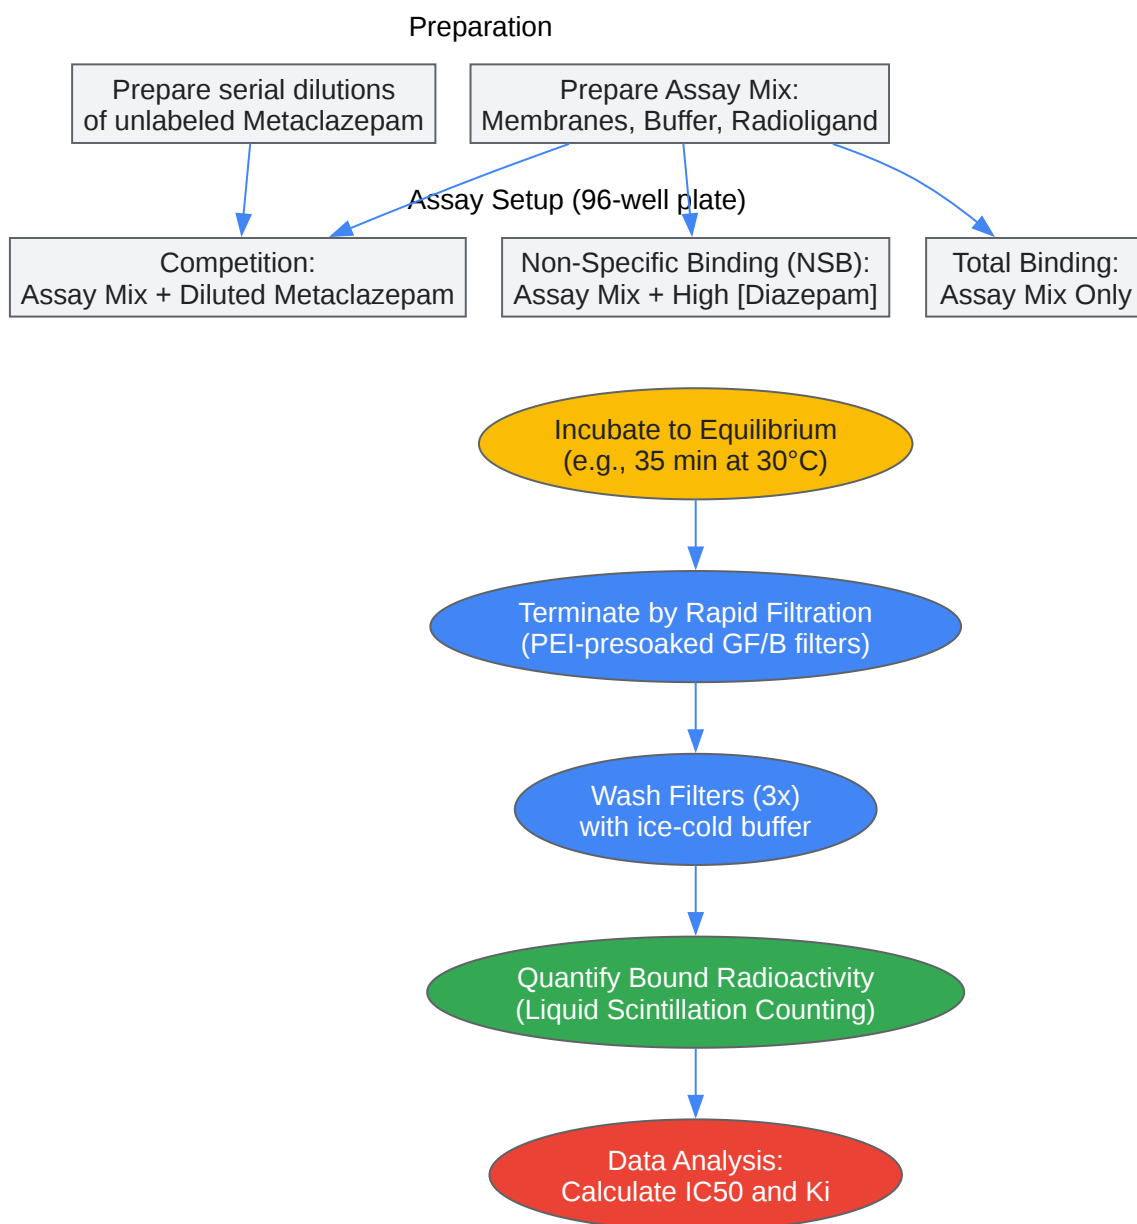 Preparation
Prepare serial dilutions
of unlabeled Metaclazepam
Prepare Assay Mix:
Membranes, Buffer, Radioligand
Assay Setup (96-well plate)
Competition:
Assay Mix + Diluted Metaclazepam
Non-Specific Binding (NSB):
Assay Mix + High [Diazepam]
Total Binding:
Assay Mix Only
Incubate to Equilibrium
(e.g., 35 min at 30°C)
Terminate by Rapid Filtration
(PEI-presoaked GF/B filters)
Wash Filters (3x)
with ice-cold buffer
Quantify Bound Radioactivity
(Liquid Scintillation Counting)
Data Analysis:
Calculate IC50 and Ki